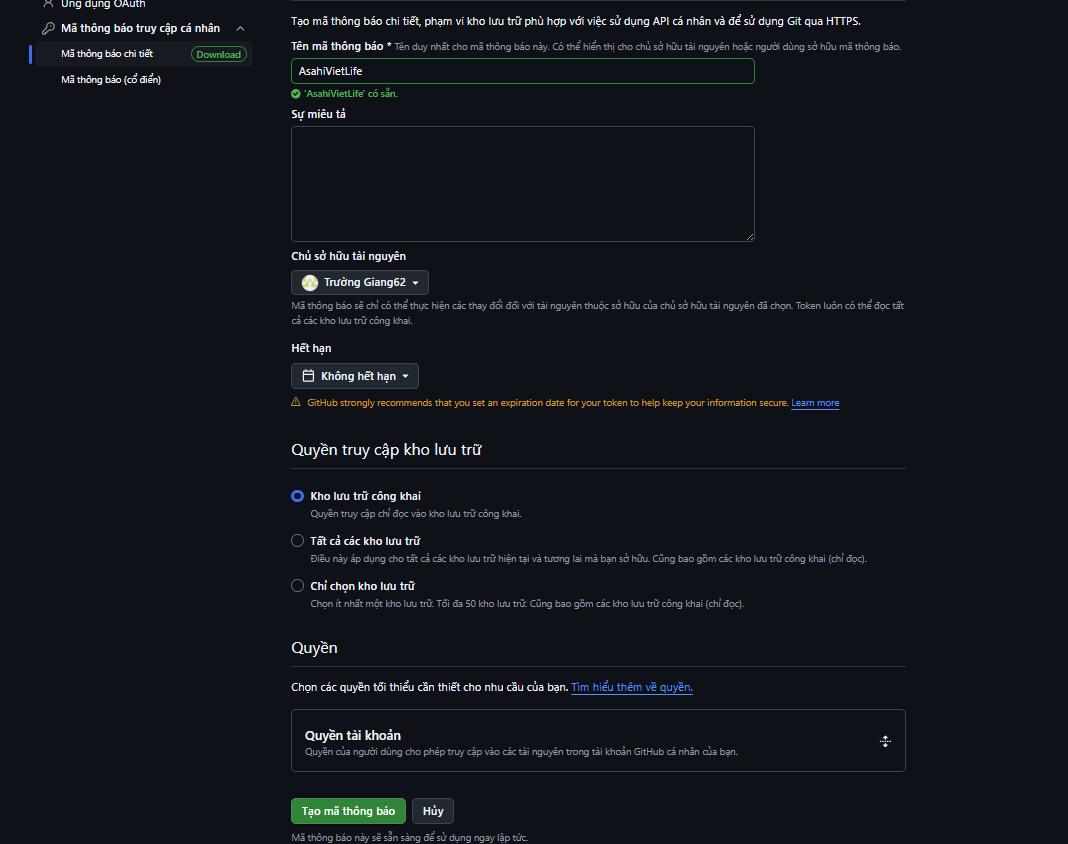 Ứng dụng OAuth
Mã thông báo truy cập cá nhân
Mã thông báo chi tiết Download
Mã thông báo (cổ điển)
Tạo mã thông báo chi tiết, phạm vi kho lưu trữ phù hợp với việc sử dụng API cá nhân và để sử dụng Git qua HTTPS.
Tên mã thông báo * Tên duy nhất cho mã thông báo này. Có thể hiển thị cho chủ sở hữu tài nguyên hoặc người dùng sở hữu mã thông báo.
AsahiVietLife
'AsahiVietLife' có sẵn.
Sự miêu tả
Chủ sở hữu tài nguyên
Trường Giang62
Mã thông báo sẽ chỉ có thể thực hiện các thay đổi đối với tài nguyên thuộc sở hữu của chủ sở hữu tài nguyên đã chọn. Token luôn có thể đọc tất
cả các kho lưu trữ công khai.
Hết hạn
Không hết hạn
GitHub strongly recommends that you set an expiration date for your token to help keep your information secure. Learn more
Quyền truy cập kho lưu trữ
Kho lưu trữ công khai
Quyền truy cập chỉ đọc vào kho lưu trữ công khai.
Tất cả các kho lưu trữ
Điều này áp dụng cho tất cả các kho lưu trữ hiện tại và tương lai mà bạn sở hữu. Cũng bao gồm các kho lưu trữ công khai (chỉ đọc).
Chỉ chọn kho lưu trữ
Chọn ít nhất một kho lưu trữ. Tối đa 50 kho lưu trữ. Cũng bao gồm các kho lưu trữ công khai (chỉ đọc).
Quyền
Chọn các quyền tối thiểu cần thiết cho nhu cầu của bạn. Tìm hiểu thêm về quyền.
Quyền tài khoản
Quyền của người dùng cho phép truy cập vào các tài nguyên trong tài khoản GitHub cá nhân của bạn.
Tạo mã thông báo Hủy
Mã thông báo này sẽ sẵn sàng để sử dụng ngay lập tức.